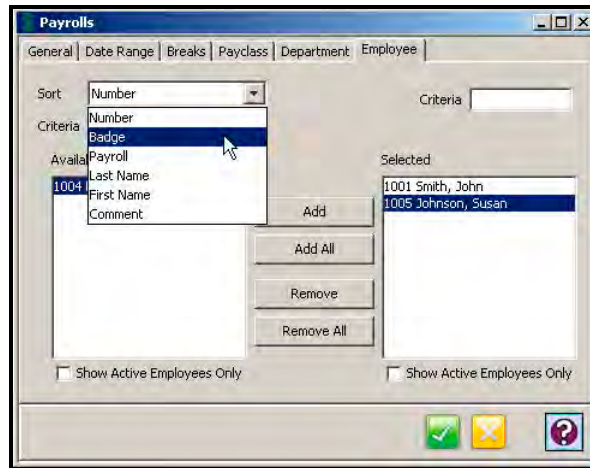 Payrolls
General Date Range Breaks Payclass Department Employee
Sort Number
Criteria
Criteria
Number
Badge
Payroll
Last Name
First Name
Comment
Selected
1004
1001 Smith, John
1005 Johnson, Susan
Add
Add All
Remove
Remove All
Show Active Employees Only
Show Active Employees Only